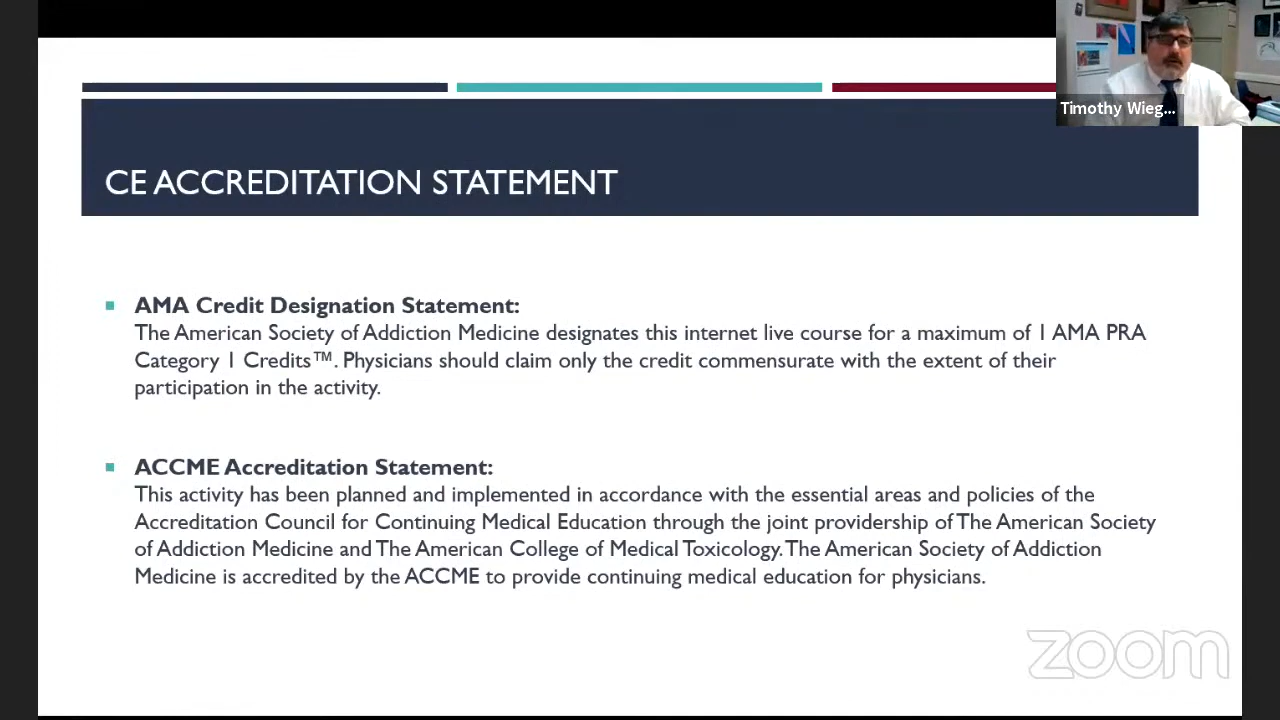 Timothy Wieg...
CE ACCREDITATION STATEMENT
AMA Credit Designation Statement:
The American Society of Addiction Medicine designates this internet live course for a maximum of 1 AMA PRA
Category 1 Credits™. Physicians should claim only the credit commensurate with the extent of their
participation in the activity.
ACCME Accreditation Statement:
This activity has been planned and implemented in accordance with the essential areas and policies of the
Accreditation Council for Continuing Medical Education through the joint providership of The American Society
of Addiction Medicine and The American College of Medical Toxicology. The American Society of Addiction
Medicine is accredited by the ACCME to provide continuing medical education for physicians.
zoom